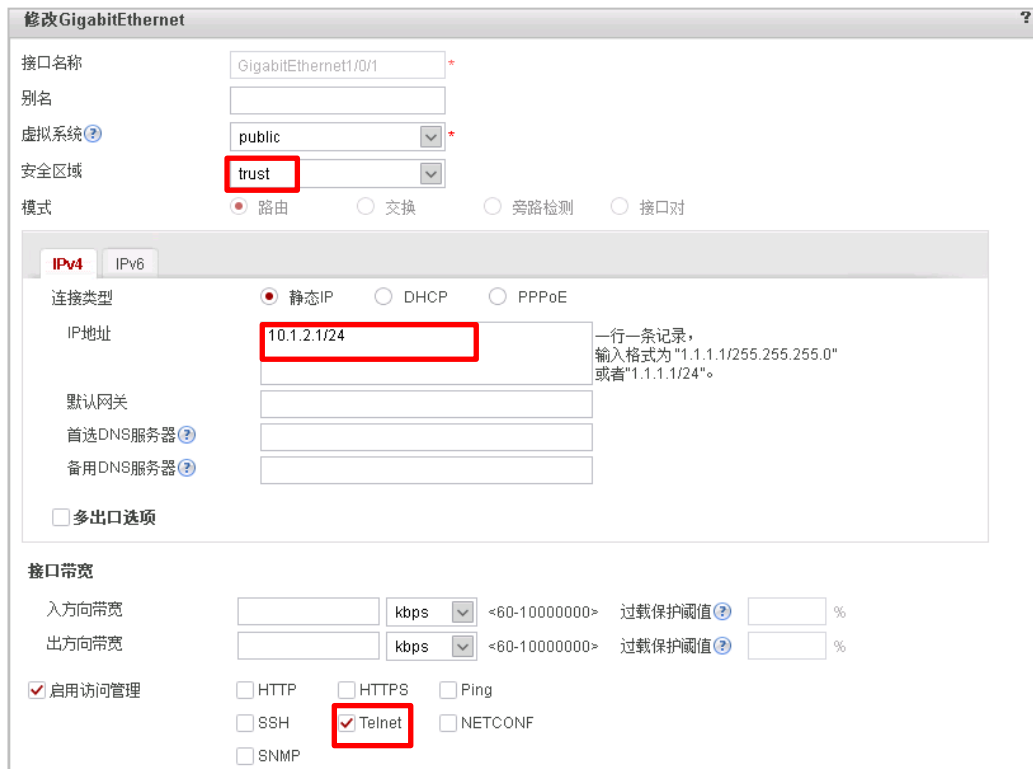 修改GigabitEthernet ?
接口名称 GigabitEthernet1/0/1 *
别名
虚拟系统 ? public *
安全区域 trust
模式 路由 交换 旁路检测 接口对
IPv4 IPv6
连接类型 静态IP DHCP PPPoE
IP地址 10.1.2.1/24 一行一条记录，
输入格式为 "1.1.1.1/255.255.255.0"
或者"1.1.1.1/24"。
默认网关
首选DNS服务器 ?
备用DNS服务器 ?
多出口选项
接口带宽
入方向带宽 kbps <60-10000000> 过载保护阈值 ? %
出方向带宽 kbps <60-10000000> 过载保护阈值 ? %
启用访问管理 HTTP HTTPS Ping
SSH Telnet NETCONF
SNMP